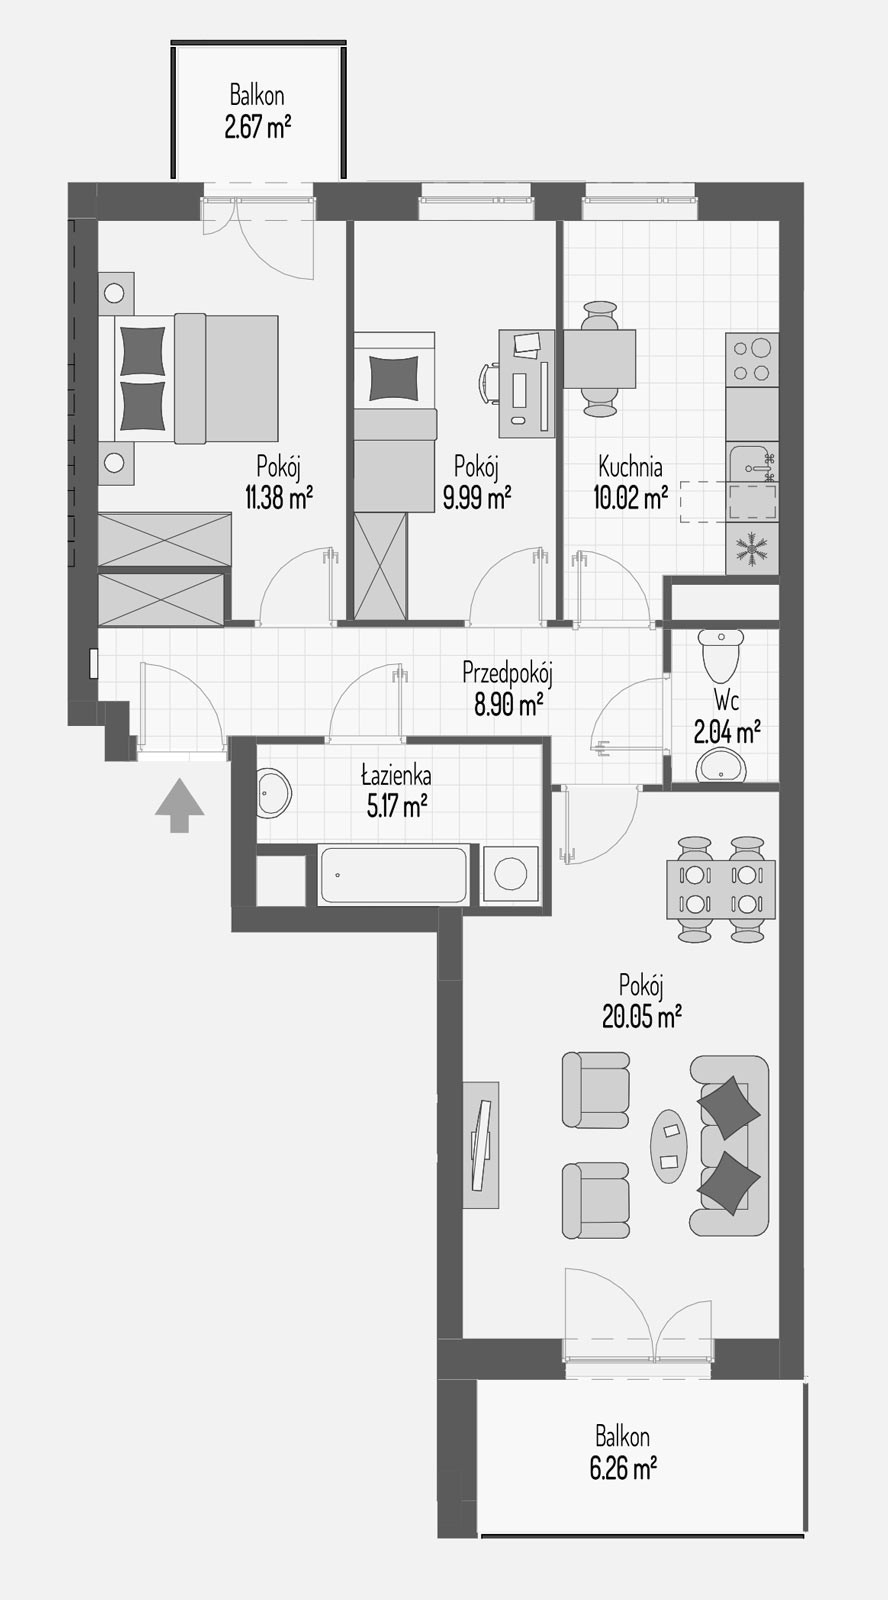 Balkon
2.67 m²
Pokój
11.38 m²
Pokój
9.99 m²
Kuchnia
10.02 m²
Przedpokój
8.90 m²
Wc
2.04 m²
Łazienka
5.17 m²
Pokój
20.05 m²
Balkon
6.26 m²